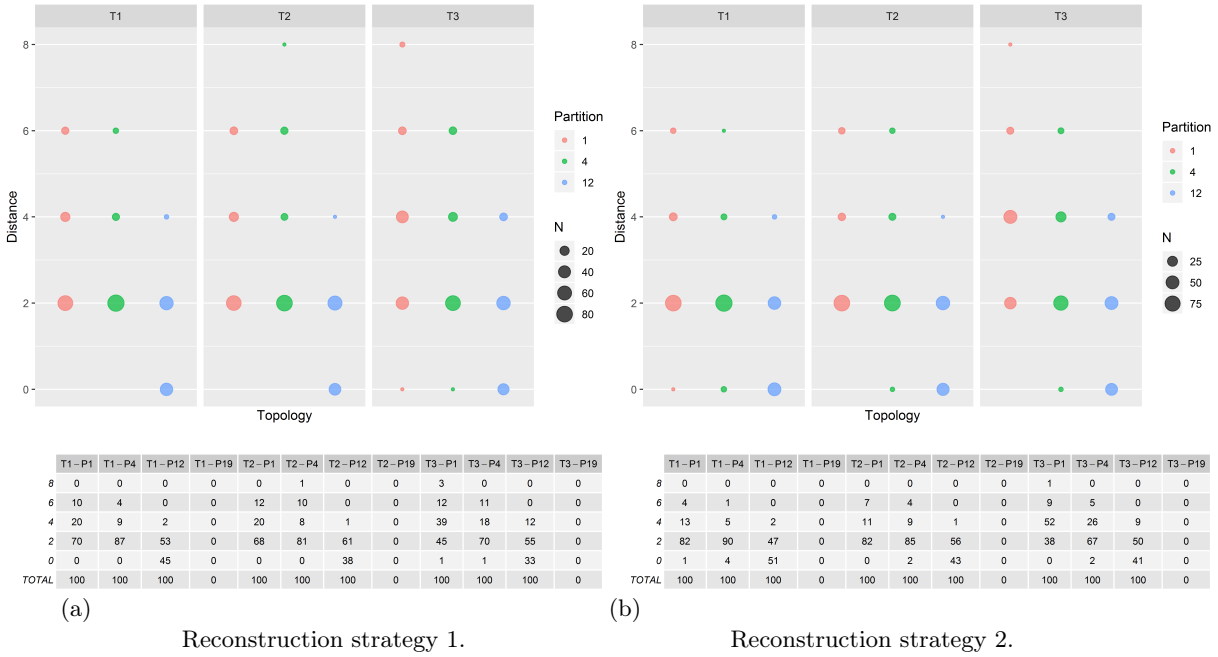 T1 T2 T3
8
6
4
2
0
Distance
Topology
Partition
1
4
12
N
20
40
60
80
T1−P1 T1−P4 T1−P12 T1−P19 T2−P1 T2−P4 T2−P12 T2−P19 T3−P1 T3−P4 T3−P12 T3−P19
8 0 0 0 0 0 1 0 0 3 0 0 0
6 10 4 0 0 12 10 0 0 12 11 0 0
4 20 9 2 0 20 8 1 0 39 18 12 0
2 70 87 53 0 68 81 61 0 45 70 55 0
0 0 0 45 0 0 0 38 0 1 1 33 0
TOTAL 100 100 100 0 100 100 100 0 100 100 100 0
(a)
Reconstruction strategy 1.
T1 T2 T3
8
6
4
2
0
Distance
Topology
Partition
1
4
12
N
25
50
75
T1−P1 T1−P4 T1−P12 T1−P19 T2−P1 T2−P4 T2−P12 T2−P19 T3−P1 T3−P4 T3−P12 T3−P19
8 0 0 0 0 0 0 0 0 1 0 0 0
6 4 1 0 0 7 4 0 0 9 5 0 0
4 13 5 2 0 11 9 1 0 52 26 9 0
2 82 90 47 0 82 85 56 0 38 67 50 0
0 1 4 51 0 0 2 43 0 0 2 41 0
TOTAL 100 100 100 0 100 100 100 0 100 100 100 0
(b)
Reconstruction strategy 2.